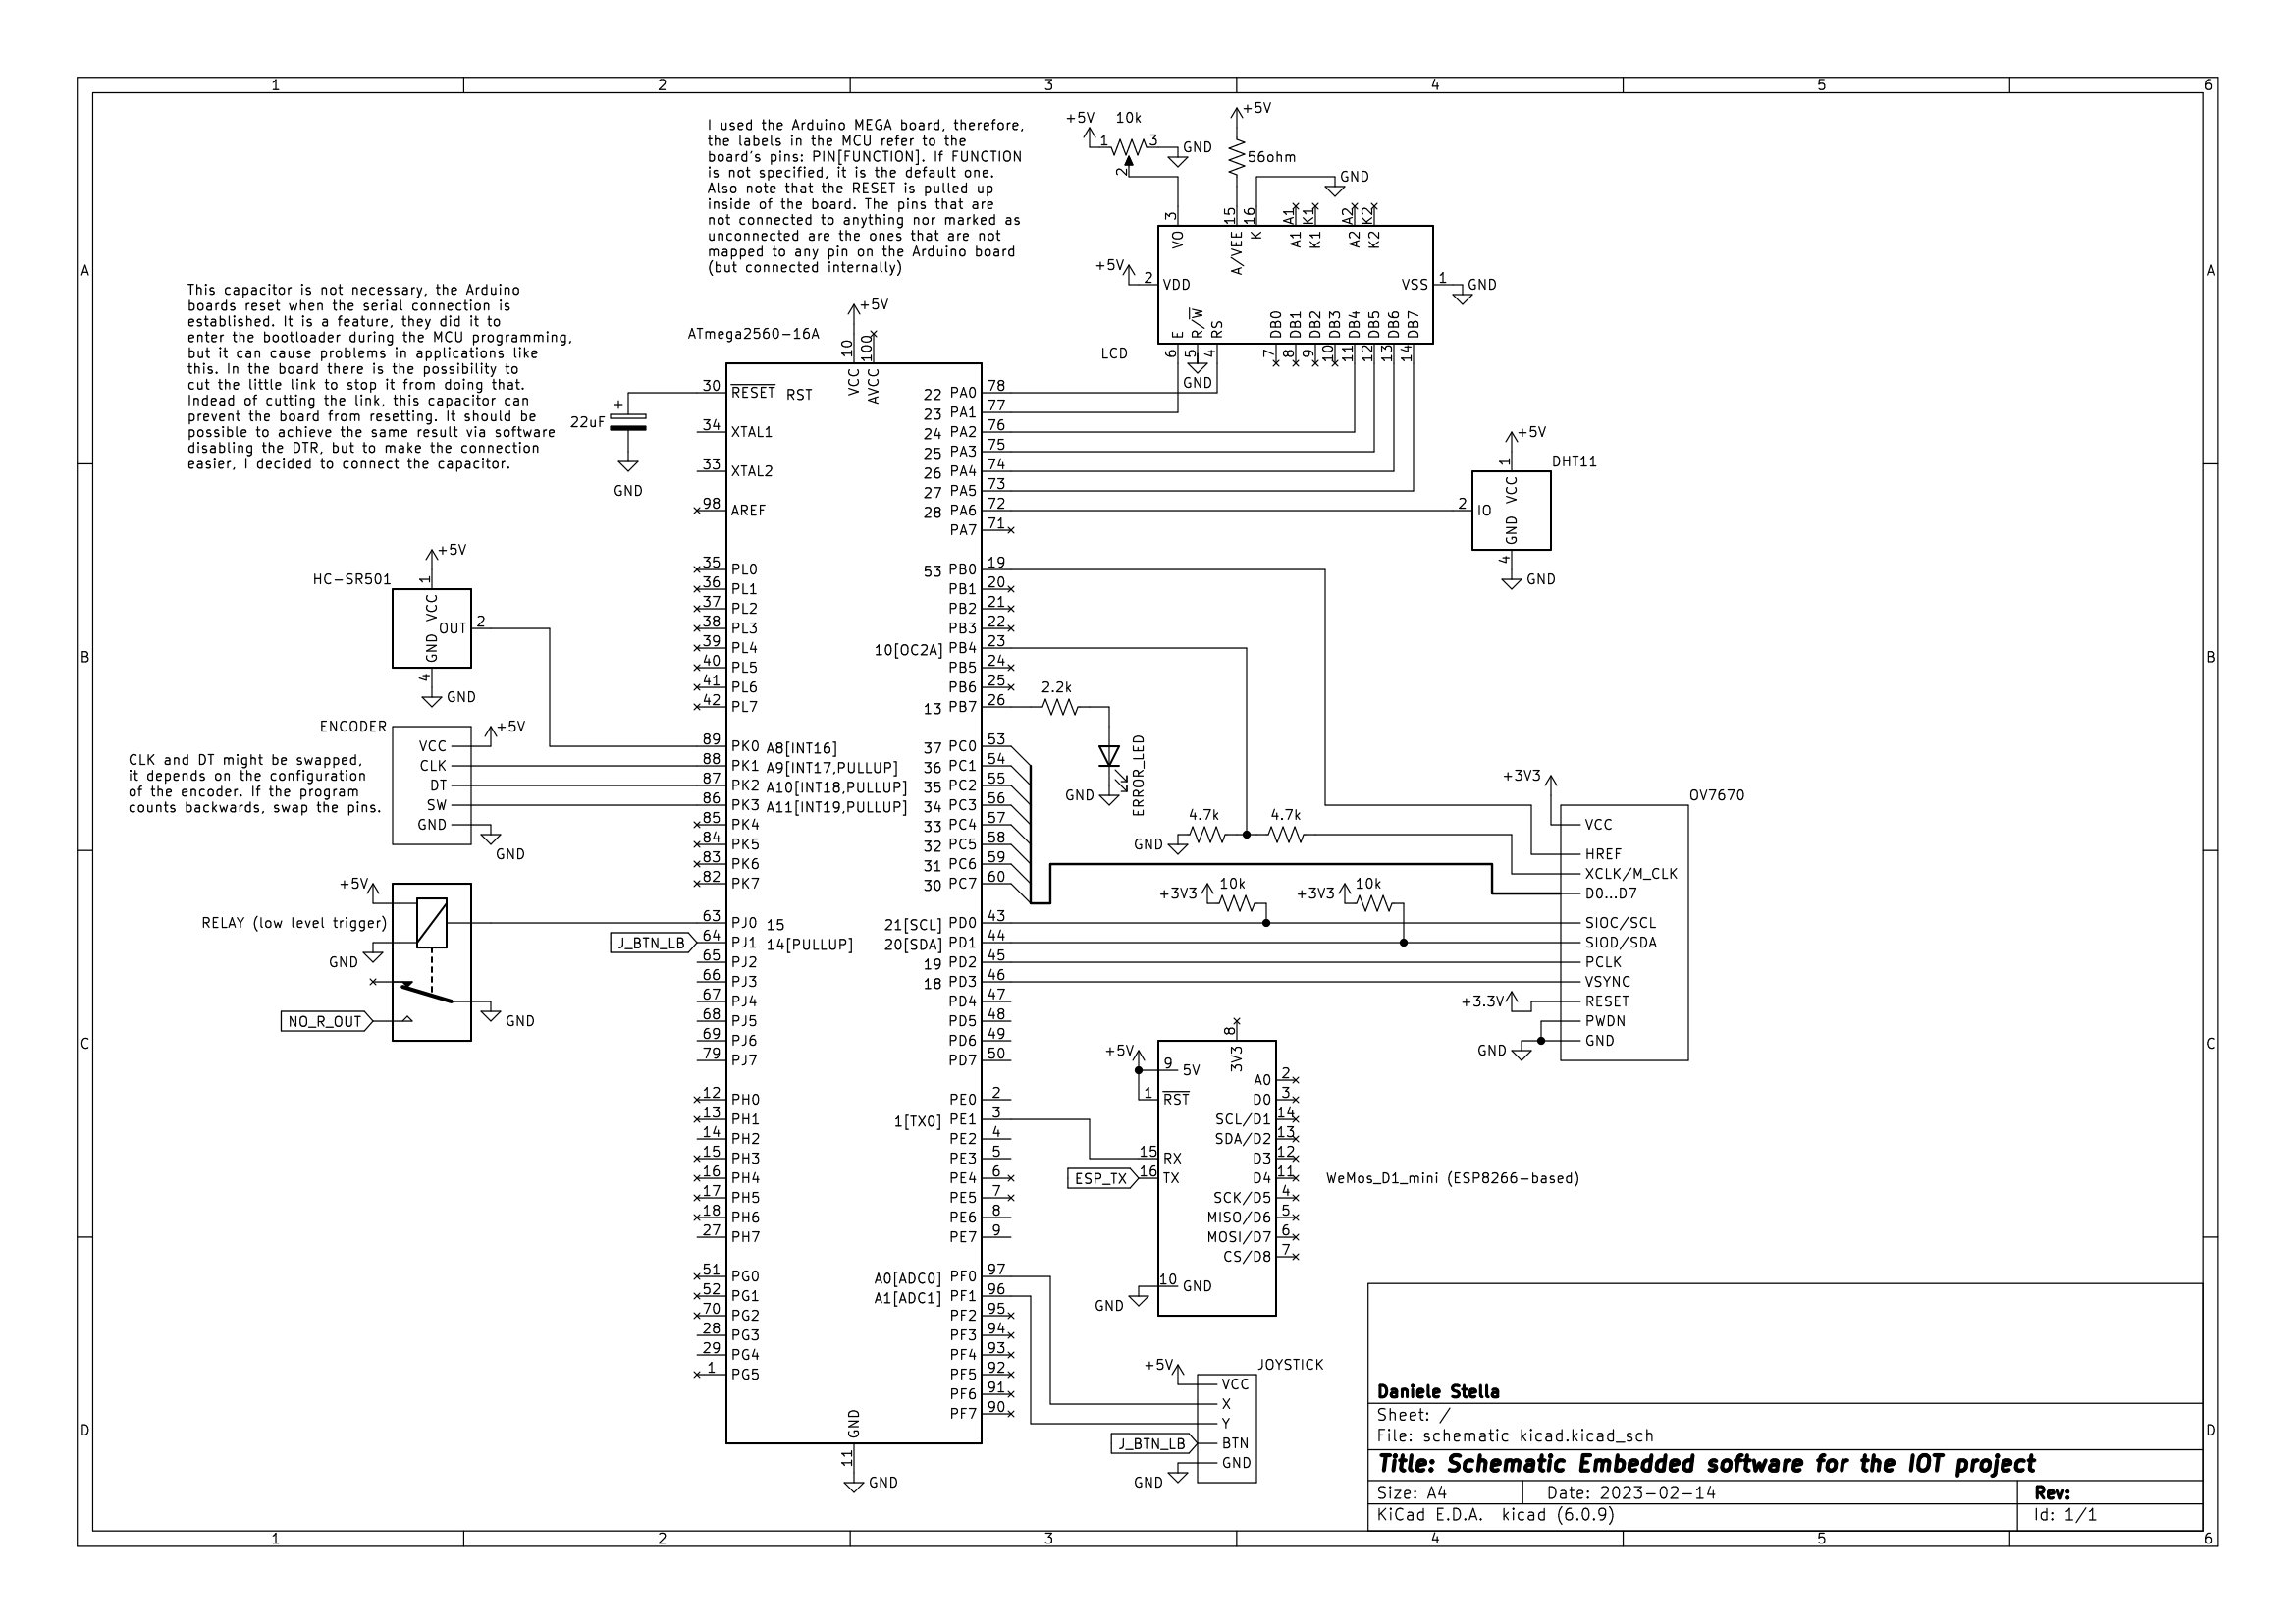 1 2 3 4 5 6
I used the Arduino MEGA board, therefore,
the labels in the MCU refer to the
board's pins: PIN[FUNCTION]. If FUNCTION
is not specified, it is the default one.
Also note that the RESET is pulled up
inside of the board. The pins that are
not connected to anything nor marked as
unconnected are the ones that are not
mapped to any pin on the Arduino board
(but connected internally)
This capacitor is not necessary, the Arduino
boards reset when the serial connection is
established. It is a feature, they did it to
enter the bootloader during the MCU programming,
but it can cause problems in applications like
this. In the board there is the possibility to
cut the little link to stop it from doing that.
Indead of cutting the link, this capacitor can
prevent the board from resetting. It should be
possible to achieve the same result via software
disabling the DTR, but to make the connection
easier, I decided to connect the capacitor.
+5V 10k
1 3 GND
2
+5V
56ohm
GND
3 15 16 A1 K1 A2 K2
VO A/VEE K A1 K1 A2 K2
+5V 2 VDD
VSS 1 GND
E R/W RS DB0 DB1 DB2 DB3 DB4 DB5 DB6 DB7
6 5 4 7 8 9 10 11 12 13 14
LCD
GND
A A
B B
C C
D D
ATmega2560-16A
+5V
10 100
VCC AVCC
22uF +
GND
30 RESET RST
34 XTAL1
33 XTAL2
98 AREF
35 PL0
36 PL1
37 PL2
38 PL3
39 PL4
40 PL5
41 PL6
42 PL7
89 PK0 A8[INT16]
88 PK1 A9[INT17,PULLUP]
87 PK2 A10[INT18,PULLUP]
86 PK3 A11[INT19,PULLUP]
85 PK4
84 PK5
83 PK6
82 PK7
63 PJ0 15
J_BTN_LB 64 PJ1 14[PULLUP]
65 PJ2
66 PJ3
67 PJ4
68 PJ5
69 PJ6
79 PJ7
12 PH0
13 PH1
14 PH2
15 PH3
16 PH4
17 PH5
18 PH6
27 PH7
51 PG0
52 PG1
70 PG2
28 PG3
29 PG4
1 PG5
GND
11
GND
22 PA0 78
23 PA1 77
24 PA2 76
25 PA3 75
26 PA4 74
27 PA5 73
28 PA6 72
PA7 71
53 PB0 19
PB1 20
PB2 21
PB3 22
10[OC2A] PB4 23
PB5 24
PB6 25
13 PB7 26
37 PC0 53
36 PC1 54
35 PC2 55
34 PC3 56
33 PC4 57
32 PC5 58
31 PC6 59
30 PC7 60
21[SCL] PD0 43
20[SDA] PD1 44
19 PD2 45
18 PD3 46
PD4 47
PD5 48
PD6 49
PD7 50
PE0 2
1[TX0] PE1 3
PE2 4
PE3 5
PE4 6
PE5 7
PE6 8
PE7 9
A0[ADC0] PF0 97
A1[ADC1] PF1 96
PF2 95
PF3 94
PF4 93
PF5 92
PF6 91
PF7 90
HC-SR501
+5V
1
VCC
OUT 2
GND
4
GND
ENCODER
+5V
VCC
CLK
DT
SW
GND
GND
CLK and DT might be swapped,
it depends on the configuration
of the encoder. If the program
counts backwards, swap the pins.
+5V
RELAY (low level trigger)
GND
NO_R_OUT
GND
+5V
DHT11
1
VCC
2 IO
GND
4
GND
2.2k
ERROR_LED
GND
4.7k 4.7k
GND
+3V3 10k
+3V3 10k
+3V3
OV7670
VCC
HREF
XCLK/M_CLK
D0...D7
SIOC/SCL
SIOD/SDA
PCLK
VSYNC
+3.3V RESET
PWDN
GND
GND
8
3V3
+5V
9 5V
1 RST
15 RX
ESP_TX 16 TX
10 GND
GND
A0 2
D0 3
SCL/D1 14
SDA/D2 13
D3 12
D4 11
SCK/D5 4
MISO/D6 5
MOSI/D7 6
CS/D8 7
WeMos_D1_mini (ESP8266-based)
+5V
JOYSTICK
VCC
X
Y
J_BTN_LB BTN
GND
GND
Daniele Stella
Sheet: /
File: schematic kicad.kicad_sch
Title: Schematic Embedded software for the IOT project
Size: A4 Date: 2023-02-14 Rev:
KiCad E.D.A. kicad (6.0.9) Id: 1/1
1 2 3 4 5 6